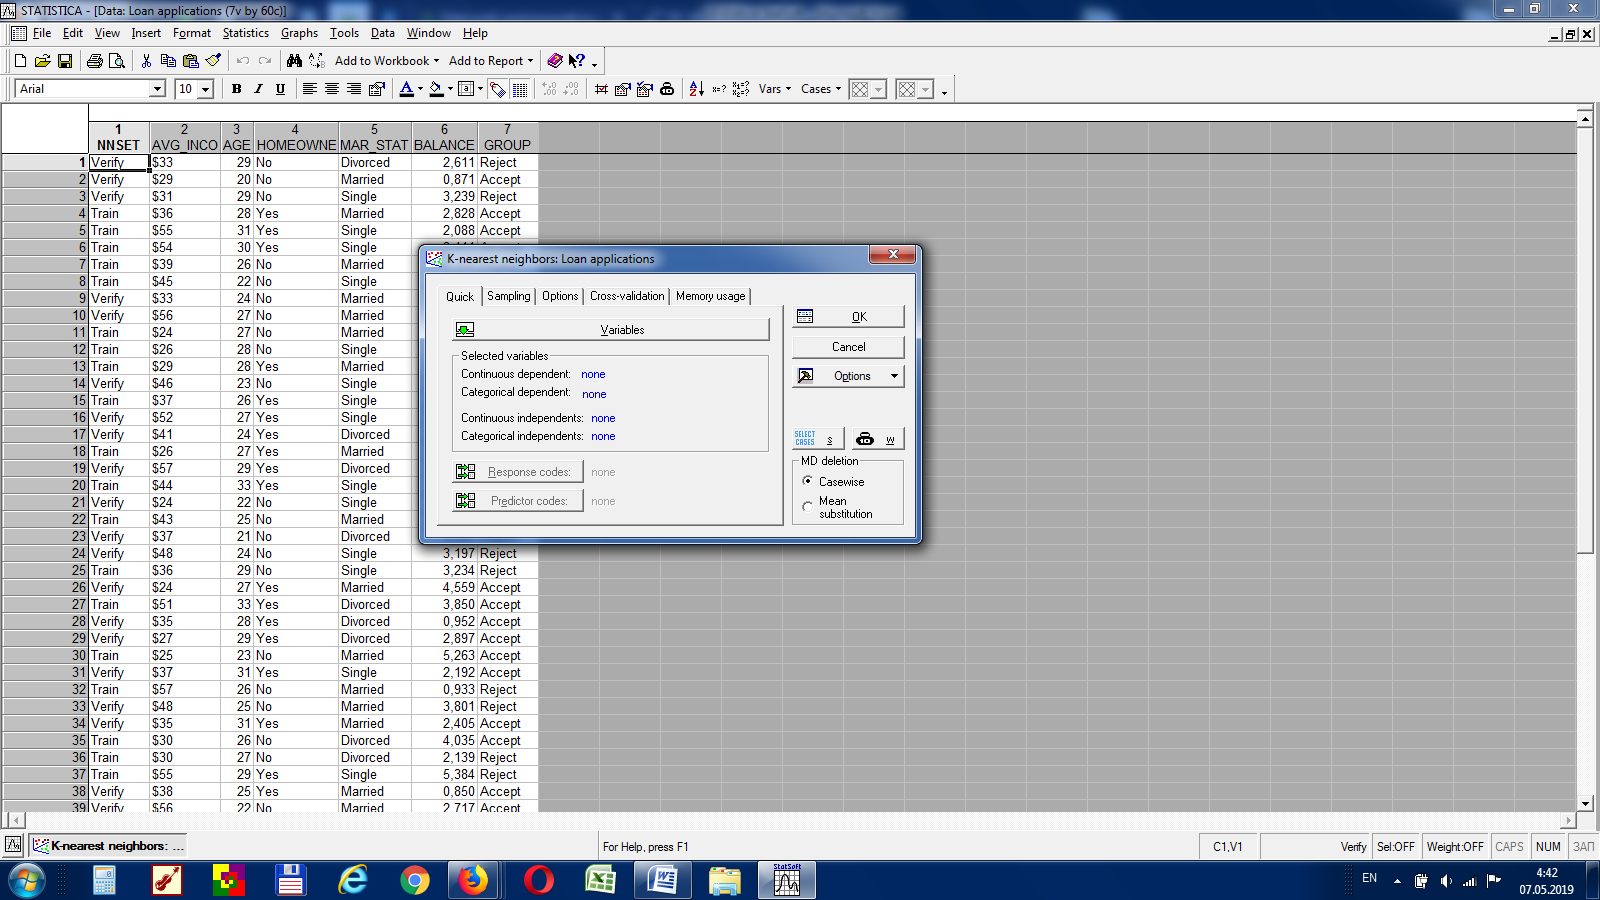 STATISTICA - [Data: Loan applications (7v by 60c)]
File Edit View Insert Format Statistics Graphs Tools Data Window Help
Add to Workbook Add to Report
Arial 10 B I U Vars Cases
1 2 3 4 5 6 7
NNSET AVG_INCO AGE HOMEOWNE MAR_STAT BALANCE GROUP
1 Verify $33 29 No Divorced 2,611 Reject
2 Verify $29 20 No Married 0,871 Accept
3 Verify $31 29 No Single 3,239 Reject
4 Train $36 28 Yes Married 2,828 Accept
5 Train $55 31 Yes Single 2,088 Accept
6 Train $54 30 Yes Single
7 Train $39 26 No Married
8 Train $45 22 No Single
9 Verify $33 24 No Married
10 Verify $56 27 No Married
11 Train $24 27 No Married
12 Train $26 28 No Single
13 Train $29 28 Yes Married
14 Verify $46 23 No Single
15 Train $37 26 Yes Single
16 Verify $52 27 Yes Single
17 Verify $41 24 Yes Divorced
18 Train $26 27 Yes Married
19 Verify $57 29 Yes Divorced
20 Train $44 33 Yes Single
21 Verify $24 22 No Single
22 Train $43 25 No Married
23 Verify $37 21 No Divorced
24 Verify $48 24 No Single 3,197 Reject
25 Train $36 29 No Single 3,234 Reject
26 Verify $24 27 Yes Married 4,559 Accept
27 Train $51 33 Yes Divorced 3,850 Accept
28 Verify $35 28 Yes Divorced 0,952 Accept
29 Verify $27 29 Yes Divorced 2,897 Accept
30 Train $25 23 No Married 5,263 Accept
31 Verify $37 31 Yes Single 2,192 Accept
32 Train $57 26 No Married 0,933 Reject
33 Verify $48 25 No Married 3,801 Reject
34 Verify $35 31 Yes Married 2,405 Accept
35 Train $30 26 No Divorced 4,035 Accept
36 Train $30 27 No Divorced 2,139 Reject
37 Train $55 29 Yes Single 5,384 Reject
38 Verify $38 25 Yes Married 0,850 Accept
39 Verify $56 22 No Married 2,717 Accept
K-nearest neighbors: Loan applications
Quick Sampling Options Cross-validation Memory usage
Variables
Selected variables
Continuous dependent: none
Categorical dependent: none
Continuous independents: none
Categorical independents: none
Response codes: none
Predictor codes: none
OK
Cancel
Options
SELECT CASES S W
MD deletion
Casewise
Mean substitution
K-nearest neighbors: ...
For Help, press F1
C1,V1 Verify Sel:OFF Weight:OFF CAPS NUM ЗАП
StatSoft
EN
4:42
07.05.2019